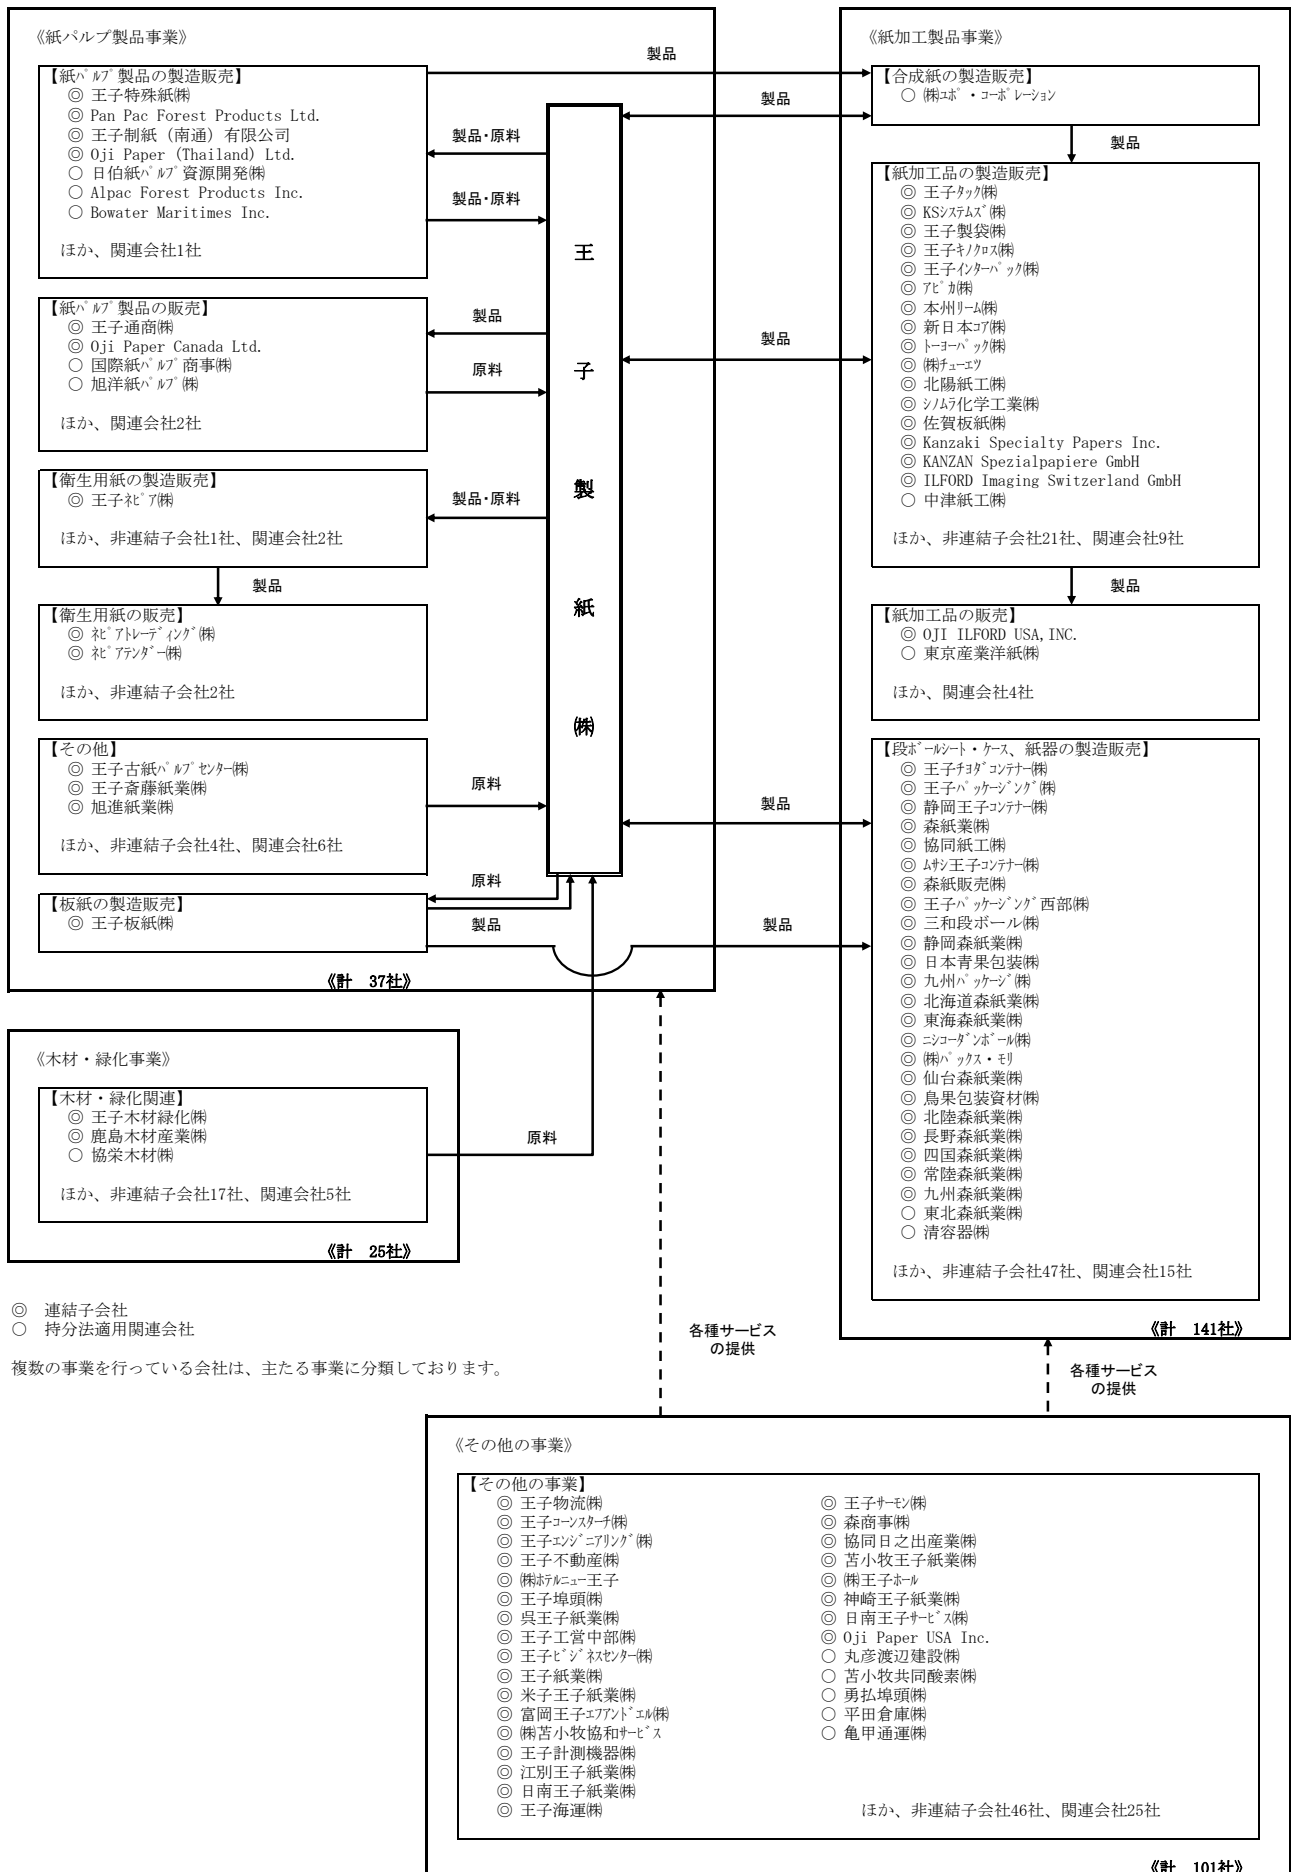 《紙パルプ製品事業》
【紙パルプ製品の製造販売】
◎ 王子特殊紙㈱
◎ Pan Pac Forest Products Ltd.
◎ 王子制紙（南通）有限公司
◎ Oji Paper (Thailand) Ltd.
○ 日伯紙パルプ資源開発㈱
○ Alpac Forest Products Inc.
○ Bowater Maritimes Inc.
ほか、関連会社1社
【紙パルプ製品の販売】
◎ 王子通商㈱
◎ Oji Paper Canada Ltd.
○ 国際紙パルプ商事㈱
○ 旭洋紙パルプ㈱
ほか、関連会社2社
【衛生用紙の製造販売】
◎ 王子ネピア㈱
ほか、非連結子会社1社、関連会社2社
製品
【衛生用紙の販売】
◎ ネピアトレーディング㈱
◎ ネピアテンダー㈱
ほか、非連結子会社2社
【その他】
◎ 王子古紙パルプセンター㈱
◎ 王子斎藤紙業㈱
◎ 旭進紙業㈱
ほか、非連結子会社4社、関連会社6社
【板紙の製造販売】
◎ 王子板紙㈱
《計　37社》
製品・原料
製品・原料
製品
原料
製品・原料
原料
原料
製品
王子製紙㈱
製品
製品
製品
製品
製品
《紙加工製品事業》
【合成紙の製造販売】
○ ㈱ユポ・コーポレーション
製品
【紙加工品の製造販売】
◎ 王子タック㈱
◎ KSシステムズ㈱
◎ 王子製袋㈱
◎ 王子キノクロス㈱
◎ 王子インターパック㈱
◎ アピカ㈱
◎ 本州リーム㈱
◎ 新日本コア㈱
◎ トーヨーパック㈱
◎ ㈱チューエツ
◎ 北陽紙工㈱
◎ シノムラ化学工業㈱
◎ 佐賀板紙㈱
◎ Kanzaki Specialty Papers Inc.
◎ KANZAN Spezialpapiere GmbH
◎ ILFORD Imaging Switzerland GmbH
○ 中津紙工㈱
ほか、非連結子会社21社、関連会社9社
製品
【紙加工品の販売】
◎ OJI ILFORD USA,INC.
○ 東京産業洋紙㈱
ほか、関連会社4社
【段ボールシート・ケース、紙器の製造販売】
◎ 王子チヨダコンテナー㈱
◎ 王子パッケージング㈱
◎ 静岡王子コンテナー㈱
◎ 森紙業㈱
◎ 協同紙工㈱
◎ ムサシ王子コンテナー㈱
◎ 森紙販売㈱
◎ 王子パッケージング西部㈱
◎ 三和段ボール㈱
◎ 静岡森紙業㈱
◎ 日本青果包装㈱
◎ 九州パッケージ㈱
◎ 北海道森紙業㈱
◎ 東海森紙業㈱
◎ ニシコーダンボール㈱
◎ ㈱パックス・モリ
◎ 仙台森紙業㈱
◎ 鳥果包装資材㈱
◎ 北陸森紙業㈱
◎ 長野森紙業㈱
◎ 四国森紙業㈱
◎ 常陸森紙業㈱
◎ 九州森紙業㈱
○ 東北森紙業㈱
○ 清容器㈱
ほか、非連結子会社47社、関連会社15社
《計　141社》
《木材・緑化事業》
【木材・緑化関連】
◎ 王子木材緑化㈱
◎ 鹿島木材産業㈱
○ 協栄木材㈱
ほか、非連結子会社17社、関連会社5社
《計　25社》
原料
◎　連結子会社
○　持分法適用関連会社
複数の事業を行っている会社は、主たる事業に分類しております。
各種サービス
の提供
各種サービス
の提供
《その他の事業》
【その他の事業】
◎ 王子物流㈱
◎ 王子コーンスターチ㈱
◎ 王子エンジニアリング㈱
◎ 王子不動産㈱
◎ ㈱ホテルニュー王子
◎ 王子埠頭㈱
◎ 呉王子紙業㈱
◎ 王子工営中部㈱
◎ 王子ビジネスセンター㈱
◎ 王子紙業㈱
◎ 米子王子紙業㈱
◎ 富岡王子エフアンドエル㈱
◎ ㈱苫小牧協和サービス
◎ 王子計測機器㈱
◎ 江別王子紙業㈱
◎ 日南王子紙業㈱
◎ 王子海運㈱
◎ 王子サーモン㈱
◎ 森商事㈱
◎ 協同日之出産業㈱
◎ 苫小牧王子紙業㈱
◎ ㈱王子ホール
◎ 神崎王子紙業㈱
◎ 日南王子サービス㈱
◎ Oji Paper USA Inc.
○ 丸彦渡辺建設㈱
○ 苫小牧共同酸素㈱
○ 勇払埠頭㈱
○ 平田倉庫㈱
○ 亀甲通運㈱
ほか、非連結子会社46社、関連会社25社
《計　101社》